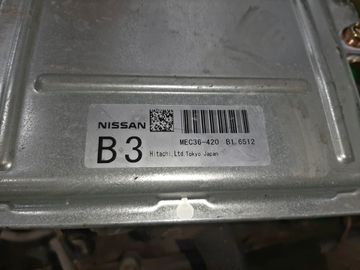 NISSAN
MEC36-420 B1 6512
B3
Hitachi,Ltd.Tokyo Japan